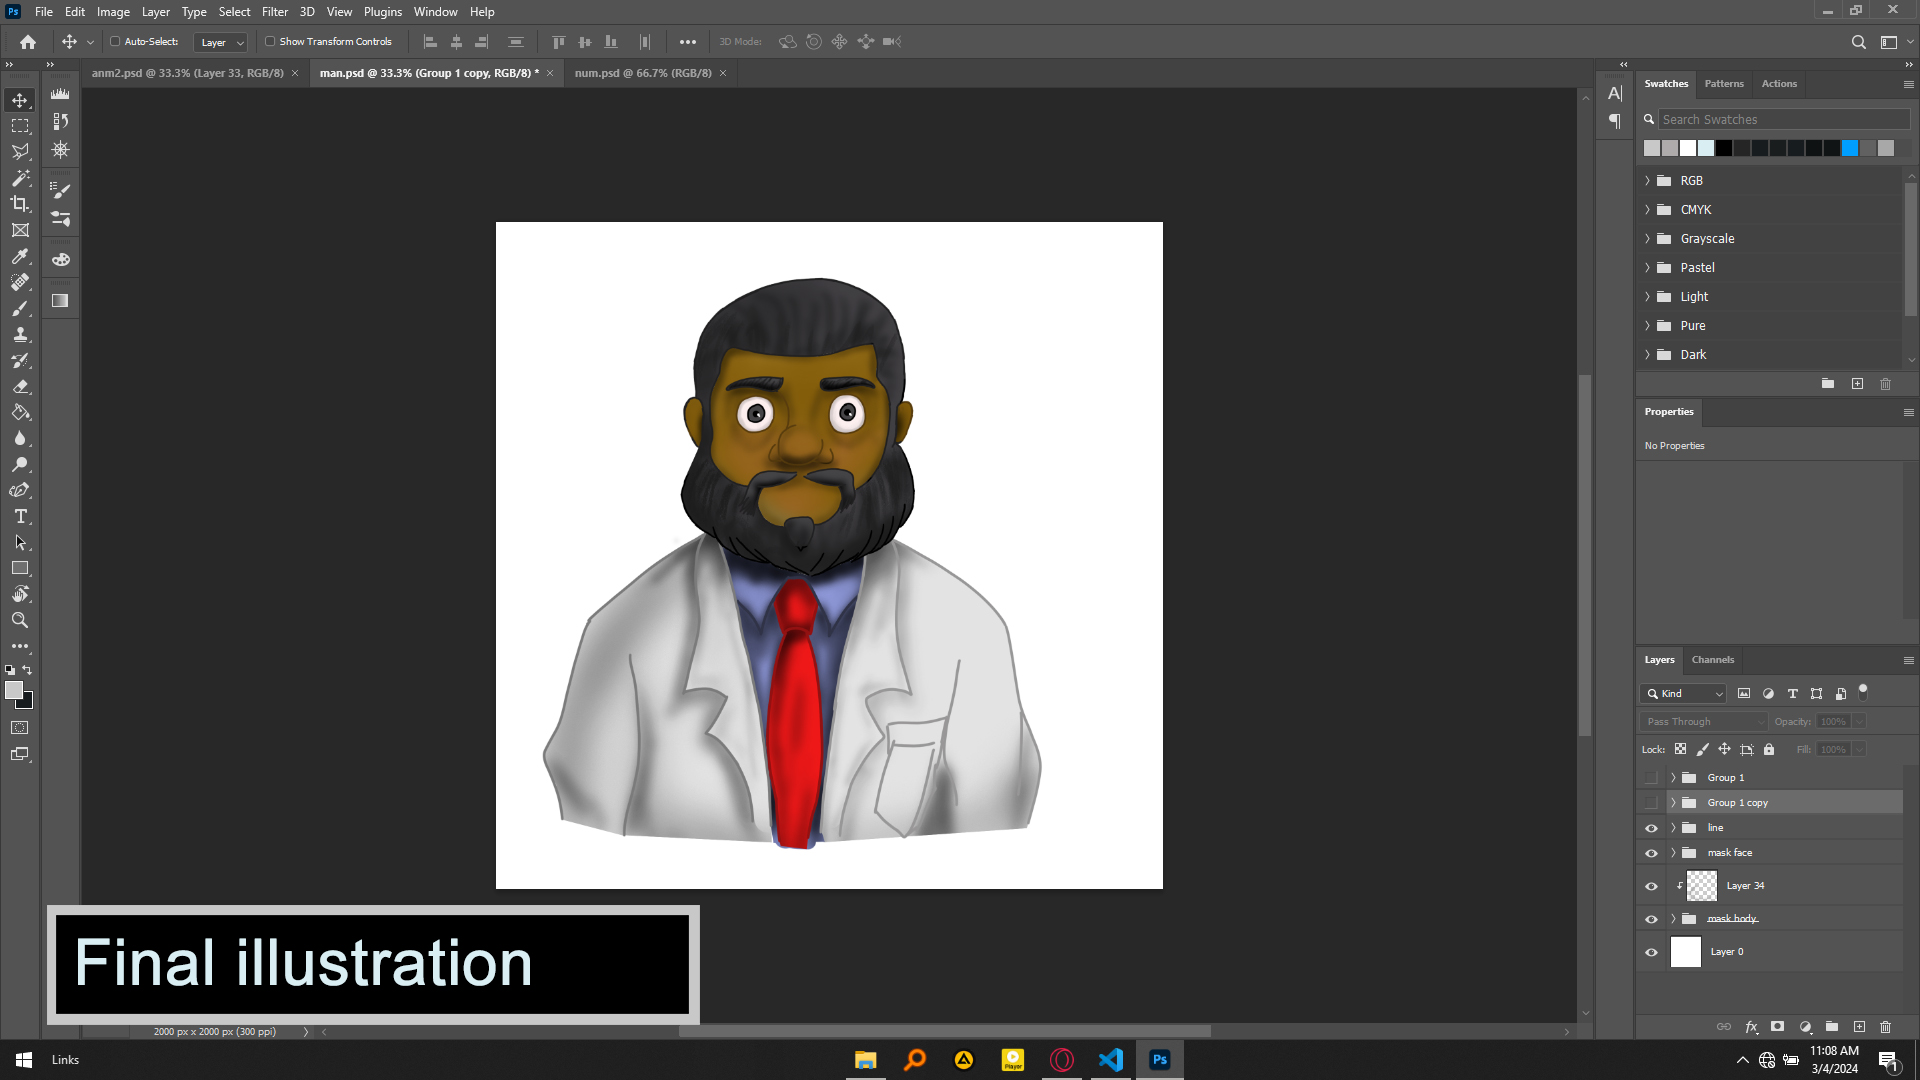 Ps File Edit Image Layer Type Select Filter 3D View Plugins Window Help
Auto-Select: Layer Show Transform Controls 3D Mode:
anm2.psd @ 33.3% (Layer 33, RGB/8) × man.psd @ 33.3% (Group 1 copy, RGB/8) * × num.psd @ 66.7% (RGB/8) ×
Swatches Patterns Actions
Search Swatches
RGB
CMYK
Grayscale
Pastel
Light
Pure
Dark
Properties
No Properties
Layers Channels
Kind
Pass Through Opacity: 100%
Lock: Fill: 100%
Group 1
Group 1 copy
line
mask face
Layer 34
mask body
Layer 0
Final illustration
2000 px x 2000 px (300 ppi)
Links
Player
Ps
11:08 AM
3/4/2024
1